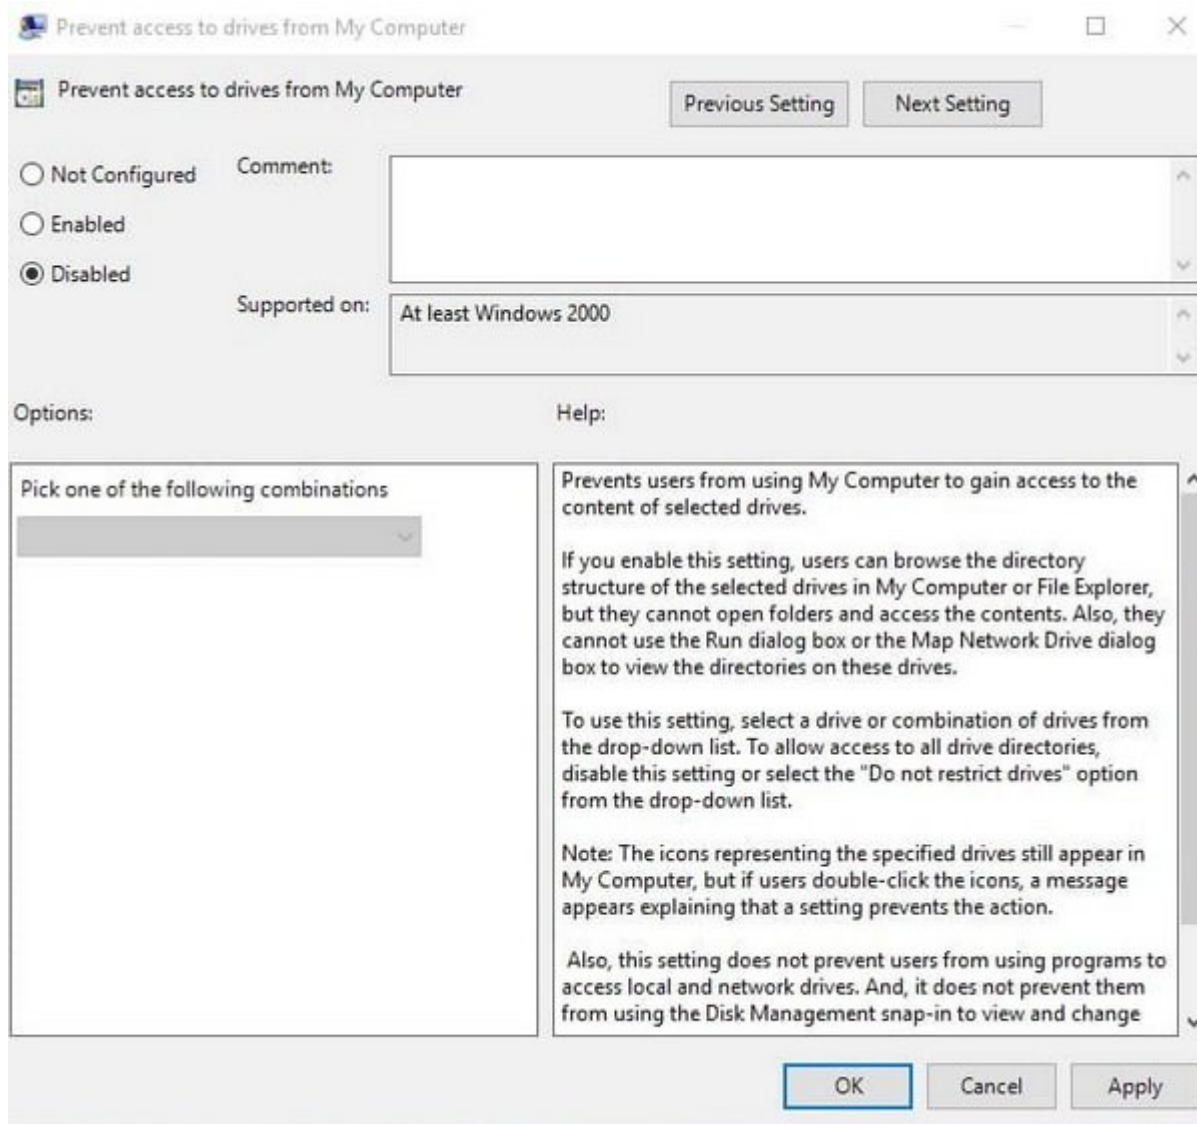 Prevent access to drives from My Computer
Prevent access to drives from My Computer
Previous Setting
Next Setting
Not Configured
Comment:
Enabled
Disabled
Supported on:
At least Windows 2000
Options:
Help:
Pick one of the following combinations
Prevents users from using My Computer to gain access to the
content of selected drives.
If you enable this setting, users can browse the directory
structure of the selected drives in My Computer or File Explorer,
but they cannot open folders and access the contents. Also, they
cannot use the Run dialog box or the Map Network Drive dialog
box to view the directories on these drives.
To use this setting, select a drive or combination of drives from
the drop-down list. To allow access to all drive directories,
disable this setting or select the "Do not restrict drives" option
from the drop-down list.
Note: The icons representing the specified drives still appear in
My Computer, but if users double-click the icons, a message
appears explaining that a setting prevents the action.
Also, this setting does not prevent users from using programs to
access local and network drives. And, it does not prevent them
from using the Disk Management snap-in to view and change
OK
Cancel
Apply